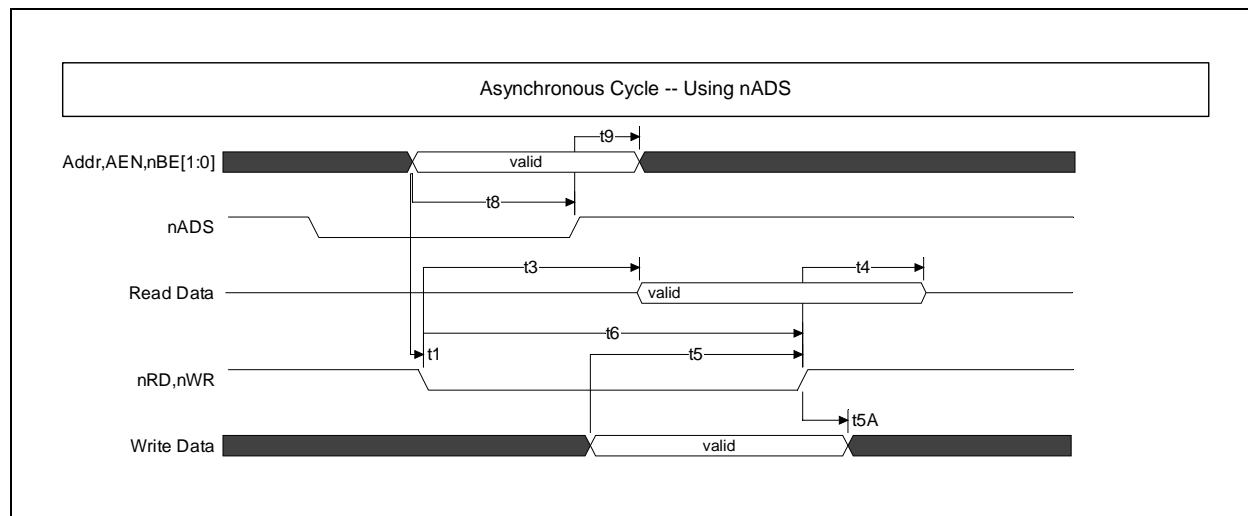 Asynchronous Cycle -- Using nADS
t9
Addr,AEN,nBE[1:0]
valid
t8
nADS
t3
t4
Read Data
valid
t6
t5
t1
nRD,nWR
t5A
Write Data
valid